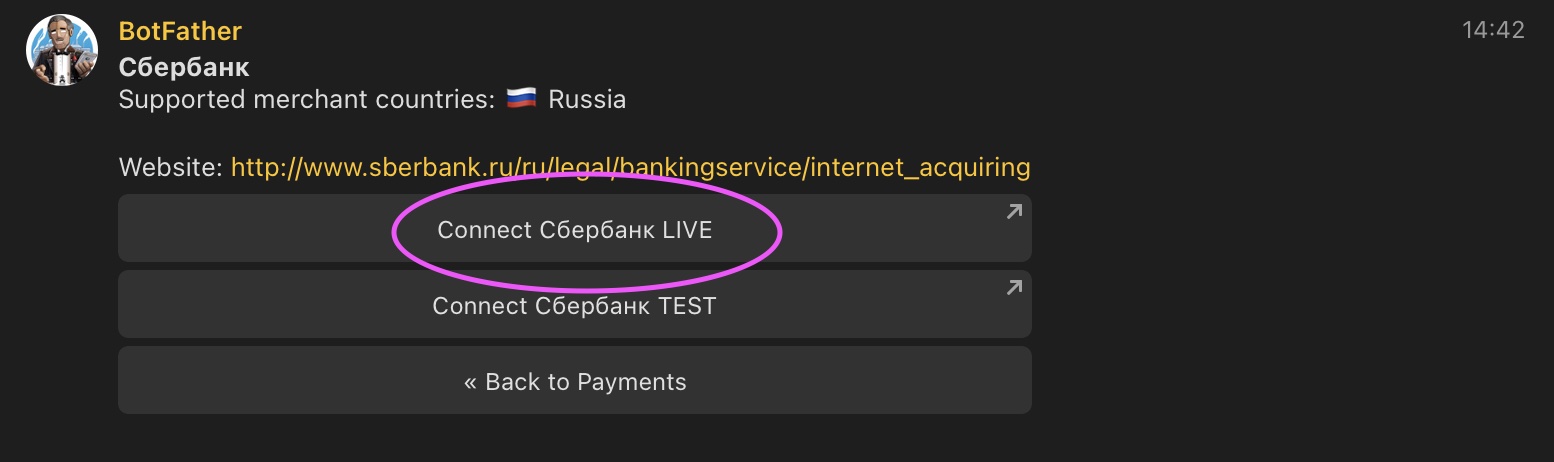 BotFather
14:42
Сбербанк
Supported merchant countries: 🇷🇺 Russia
Website: http://www.sberbank.ru/ru/legal/bankingservice/internet_acquiring
Connect Сбербанк LIVE
Connect Сбербанк TEST
« Back to Payments